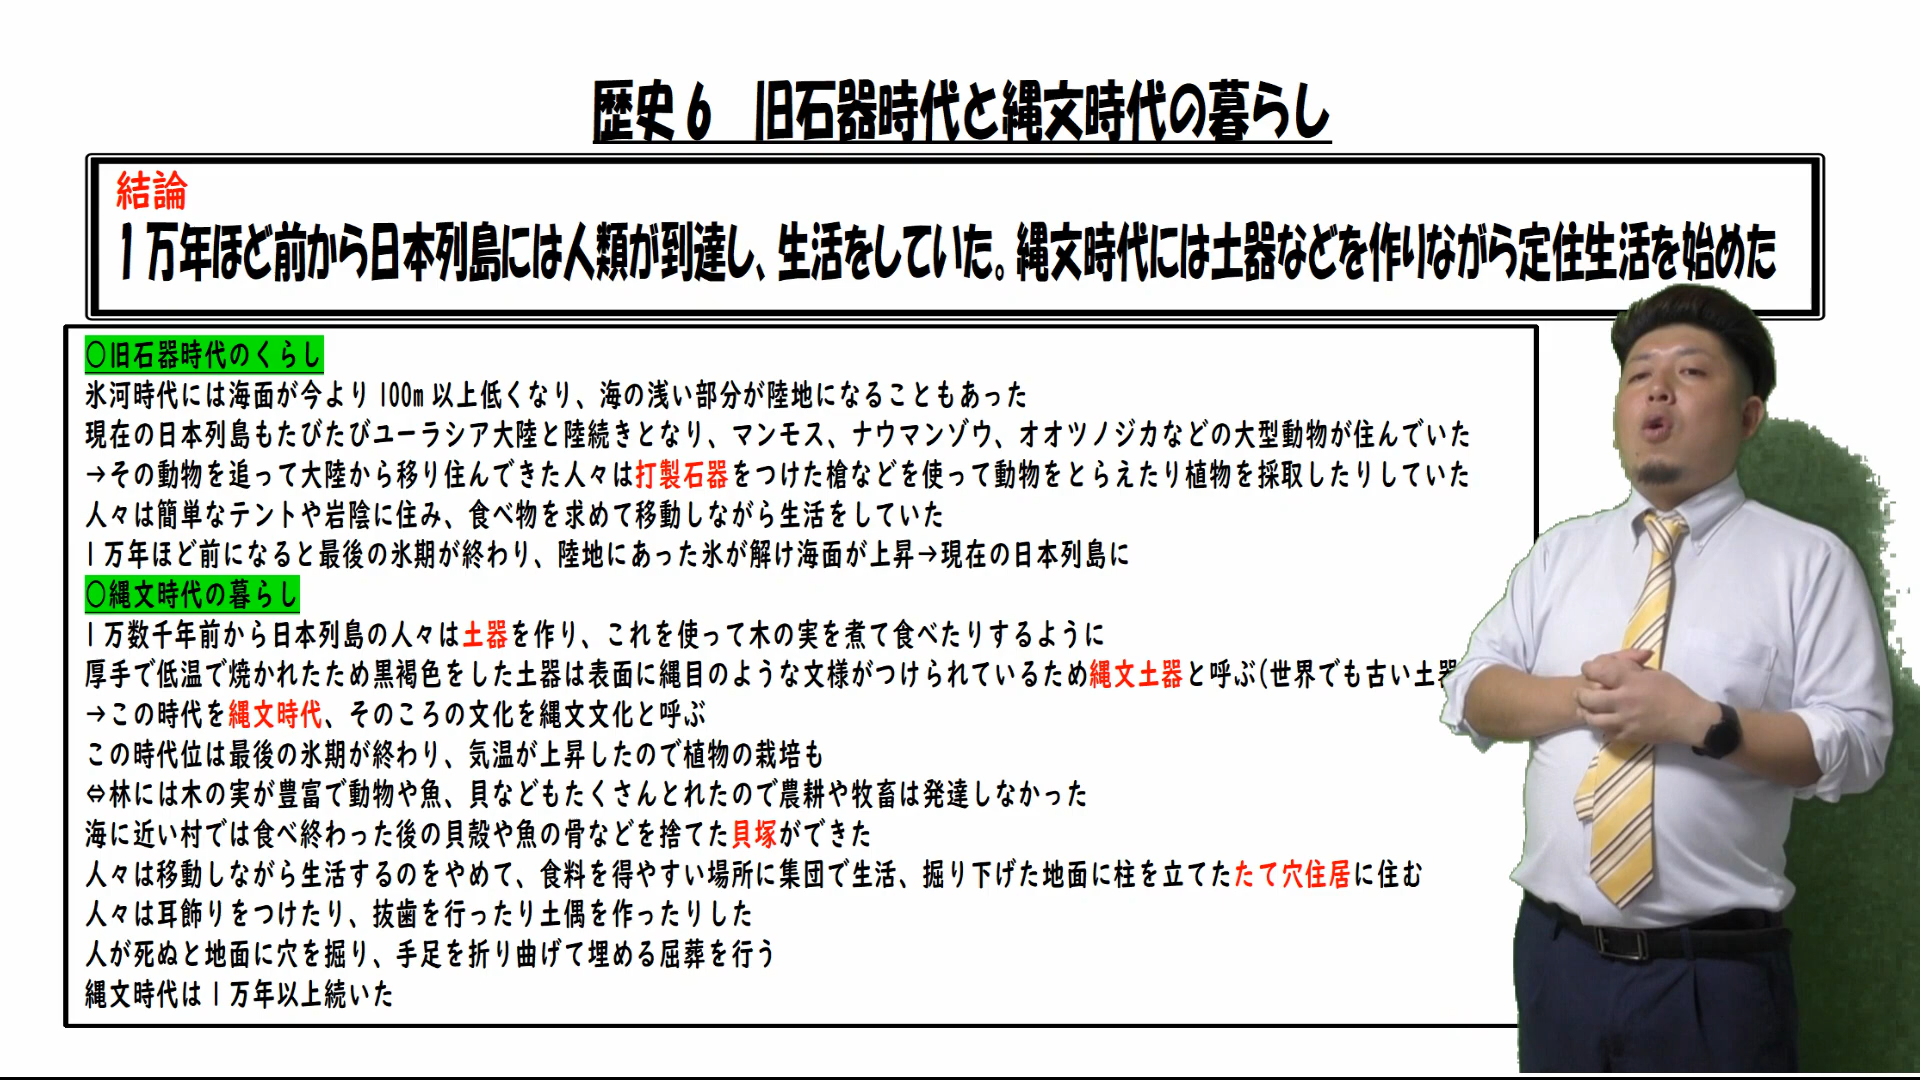 歴史6 旧石器時代と縄文時代の暮らし
結論
1万年ほど前から日本列島には人類が到達し、生活をしていた。縄文時代には土器などを作りながら定住生活を始めた
○旧石器時代のくらし
氷河時代には海面が今より100m以上低くなり、海の浅い部分が陸地になることもあった
現在の日本列島もたびたびユーラシア大陸と陸続きとなり、マンモス、ナウマンゾウ、オオツノジカなどの大型動物が住んでいた
→その動物を追って大陸から移り住んできた人々は打製石器をつけた槍などを使って動物をとらえたり植物を採取したりしていた
人々は簡単なテントや岩陰に住み、食べ物を求めて移動しながら生活をしていた
1万年ほど前になると最後の氷期が終わり、陸地にあった氷が解け海面が上昇→現在の日本列島に
○縄文時代の暮らし
1万数千年前から日本列島の人々は土器を作り、これを使って木の実を煮て食べたりするように
厚手で低温で焼かれたため黒褐色をした土器は表面に縄目のような文様がつけられているため縄文土器と呼ぶ(世界でも古い土器
→この時代を縄文時代、そのころの文化を縄文文化と呼ぶ
この時代位は最後の氷期が終わり、気温が上昇したので植物の栽培も
⇔林には木の実が豊富で動物や魚、貝などもたくさんとれたので農耕や牧畜は発達しなかった
海に近い村では食べ終わった後の貝殻や魚の骨などを捨てた貝塚ができた
人々は移動しながら生活するのをやめて、食料を得やすい場所に集団で生活、掘り下げた地面に柱を立てたたて穴住居に住む
人々は耳飾りをつけたり、抜歯を行ったり土偶を作ったりした
人が死ぬと地面に穴を掘り、手足を折り曲げて埋める屈葬を行う
縄文時代は1万年以上続いた